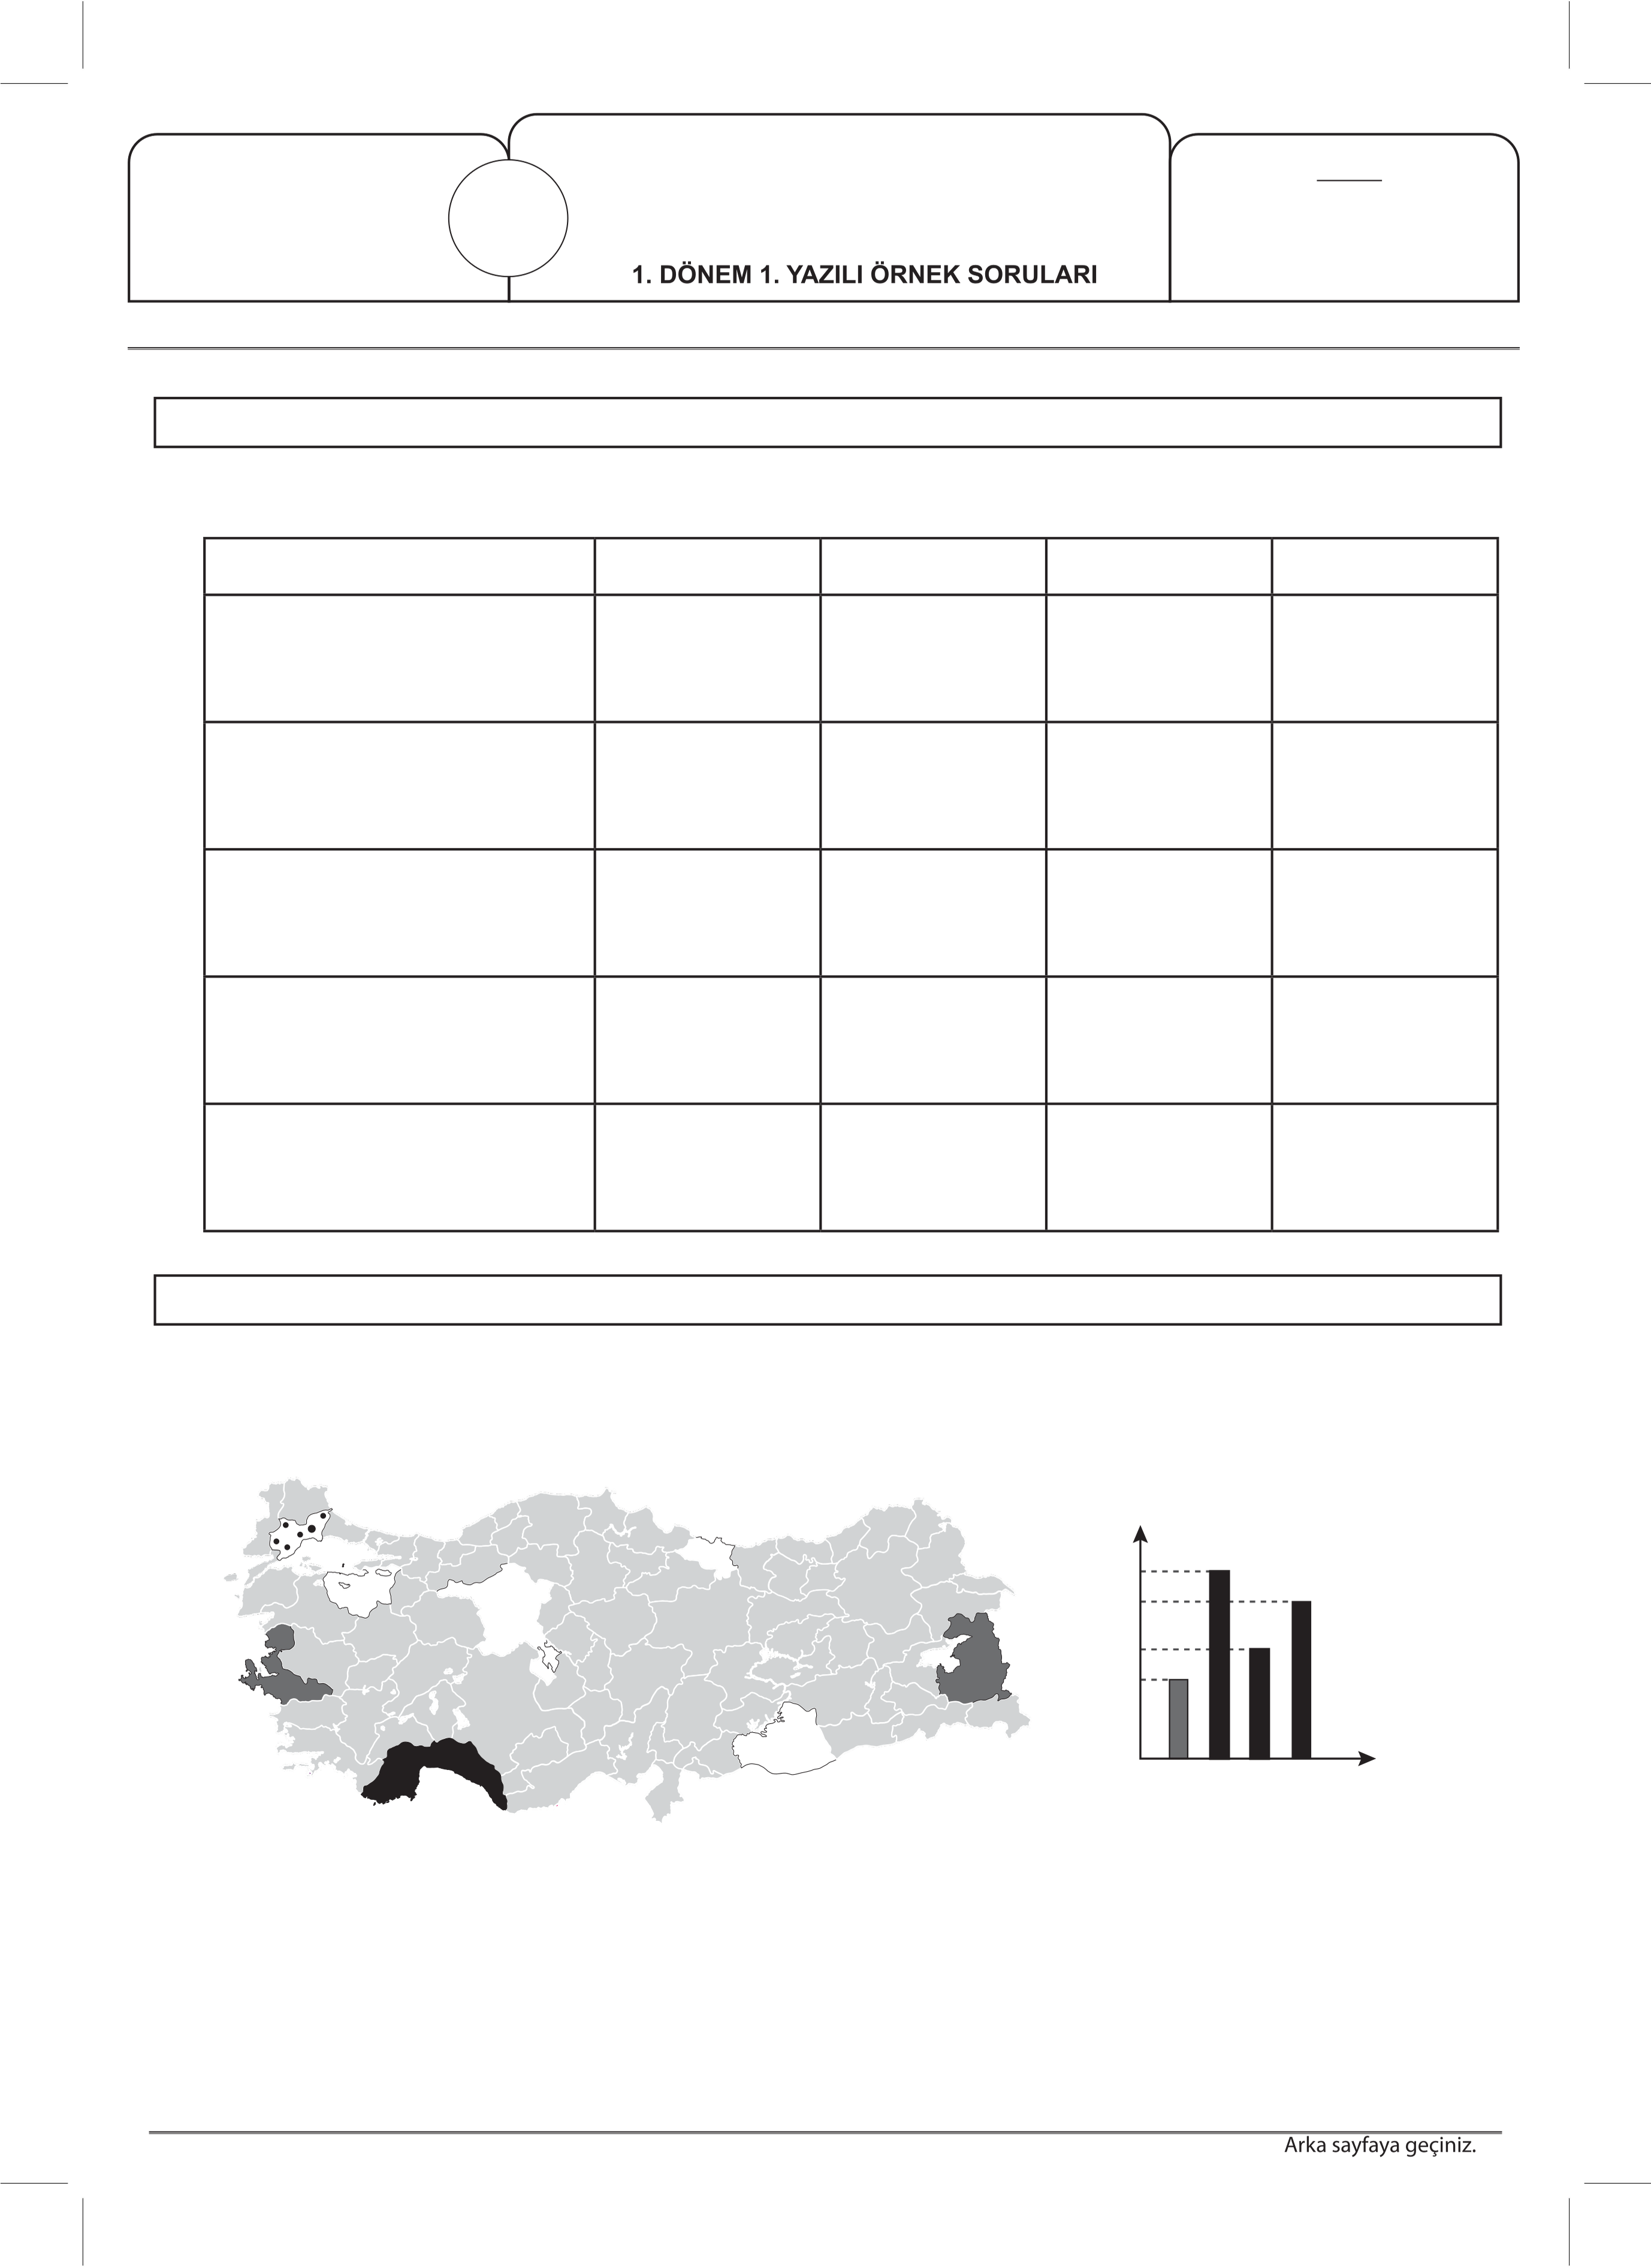 1. DÖNEM 1. YAZILI ÖRNEK SORULARI
Arka sayfaya geçiniz.